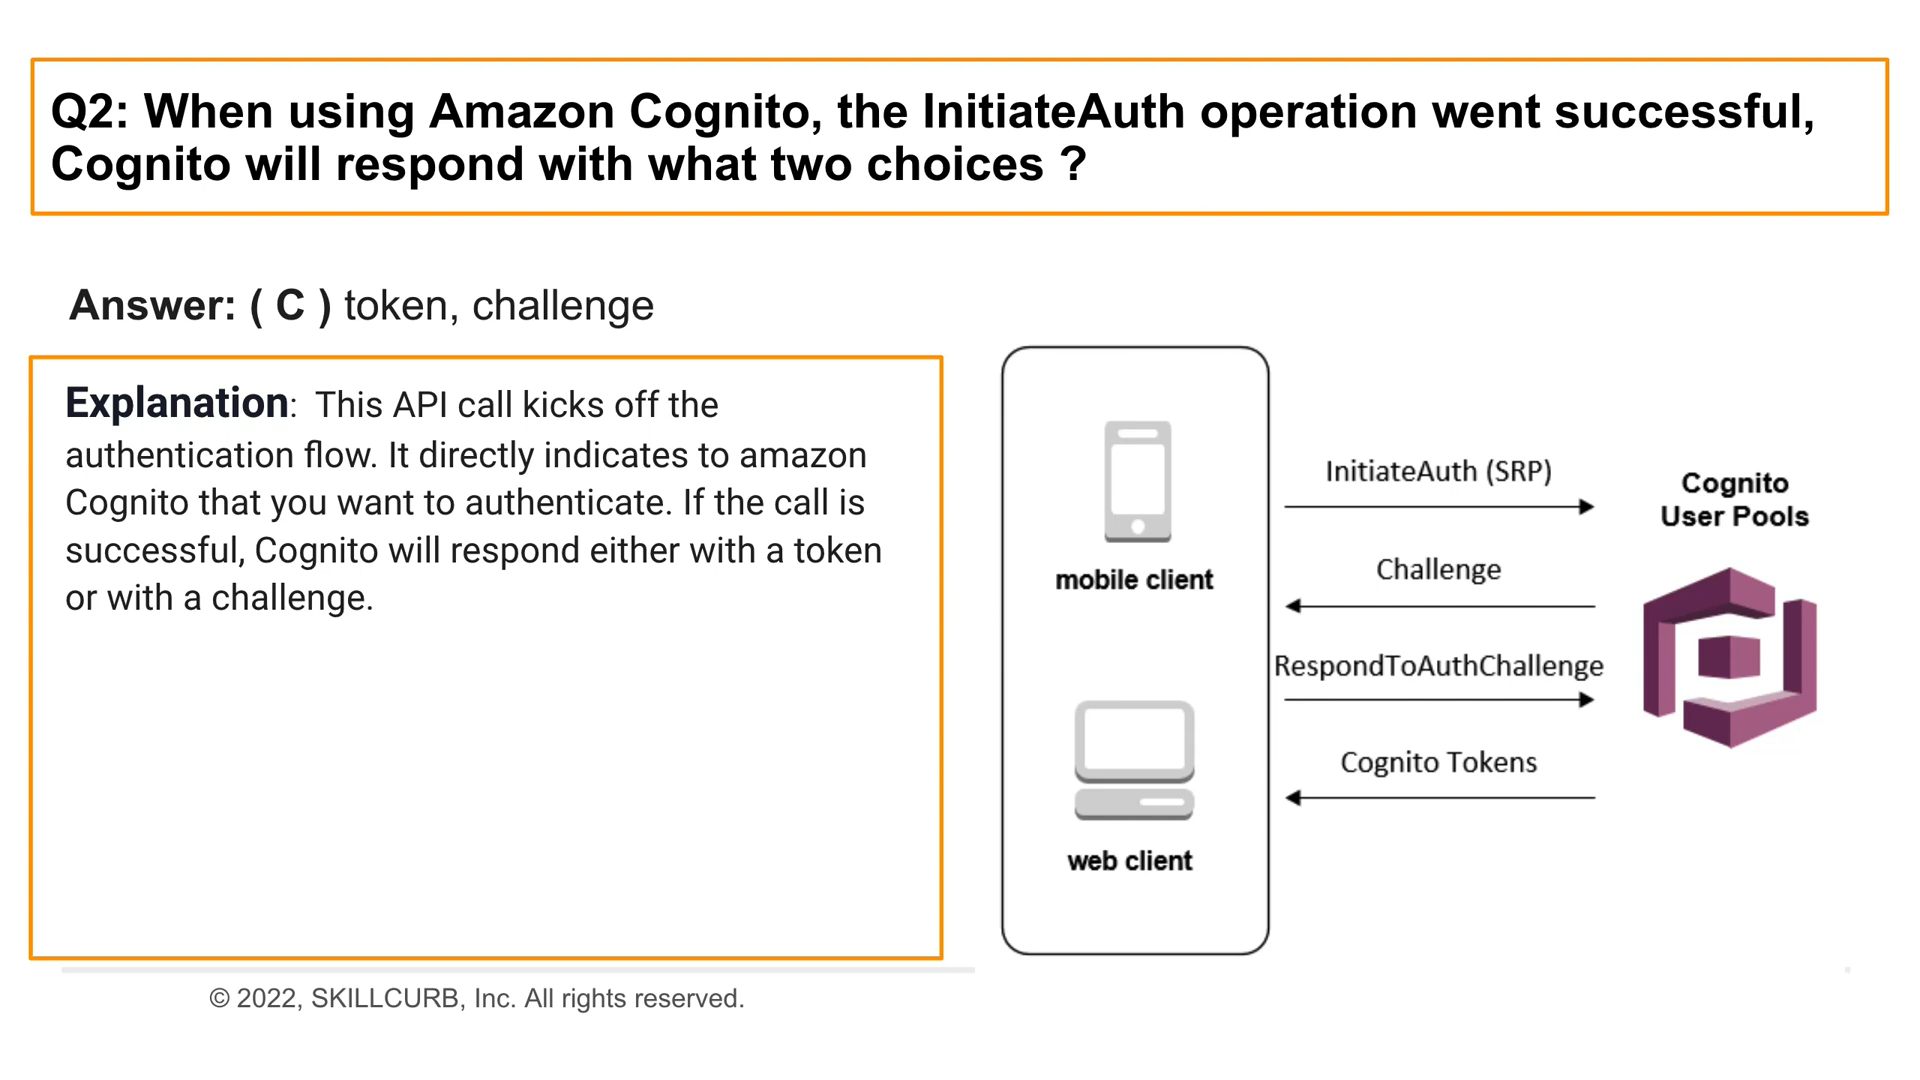 Q2: When using Amazon Cognito, the InitiateAuth operation went successful,
Cognito will respond with what two choices ?
Answer: ( C ) token, challenge
Explanation: This API call kicks off the
authentication flow. It directly indicates to amazon
Cognito that you want to authenticate. If the call is
successful, Cognito will respond either with a token
or with a challenge.
mobile client
web client
InitiateAuth (SRP)
Challenge
RespondToAuthChallenge
Cognito Tokens
Cognito
User Pools
© 2022, SKILLCURB, Inc. All rights reserved.